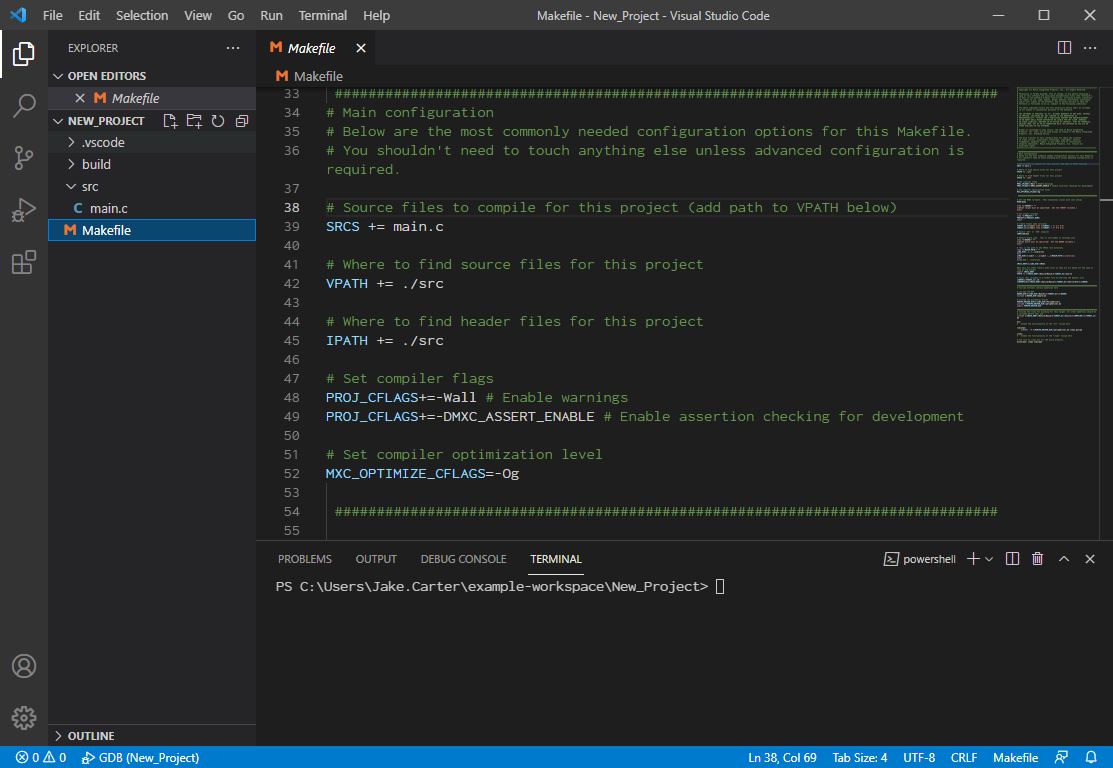 File Edit Selection View Go Run Terminal Help Makefile - New_Project - Visual Studio Code
EXPLORER
OPEN EDITORS
Makefile
NEW_PROJECT
.vscode
build
src
C main.c
Makefile
OUTLINE
Makefile
Makefile
33 ###############################################################################
34 # Main configuration
35 # Below are the most commonly needed configuration options for this Makefile.
36 # You shouldn't need to touch anything else unless advanced configuration is
required.
37
38 # Source files to compile for this project (add path to VPATH below)
39 SRCS += main.c
40
41 # Where to find source files for this project
42 VPATH += ./src
43
44 # Where to find header files for this project
45 IPATH += ./src
46
47 # Set compiler flags
48 PROJ_CFLAGS+=-Wall # Enable warnings
49 PROJ_CFLAGS+=-DMXC_ASSERT_ENABLE # Enable assertion checking for development
50
51 # Set compiler optimization level
52 MXC_OPTIMIZE_CFLAGS=-Og
53
54 ###############################################################################
55
PROBLEMS OUTPUT DEBUG CONSOLE TERMINAL powershell
PS C:\Users\Jake.Carter\example-workspace\New_Project>
0 0 GDB (New_Project) Ln 38, Col 69 Tab Size: 4 UTF-8 CRLF Makefile